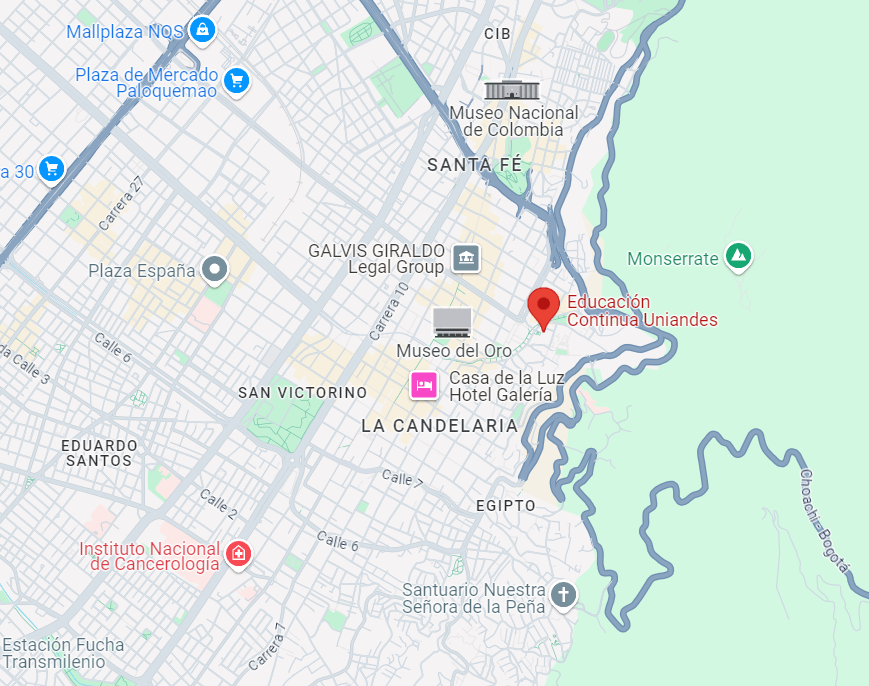 CIB
Mallplaza NQS
Plaza de Mercado
Paloquemao
Museo Nacional
de Colombia
SANTA FÉ
a 30
Carrera 27
GALVIS GIRALDO
Legal Group
Monserrate
Plaza España
Carrera 10
Educación
Continua Uniandes
Calle 6
Museo del Oro
da Calle 3
Casa de la Luz
Hotel Galería
SAN VICTORINO
LA CANDELARIA
EDUARDO
SANTOS
Calle 7
Calle 2
EGIPTO
Choachi - Bogotá
Calle 6
Instituto Nacional
de Cancerología
Santuario Nuestra
Señora de la Peña
Carrera 7
Estación Fucha
Transmilenio